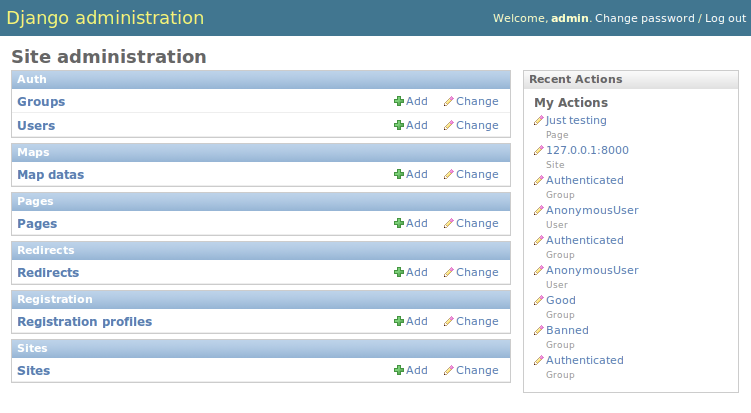 Django administration
Welcome, admin. Change password / Log out
Site administration
Auth
Groups Add Change
Users Add Change
Maps
Map datas Add Change
Pages
Pages Add Change
Redirects
Redirects Add Change
Registration
Registration profiles Add Change
Sites
Sites Add Change
Recent Actions
My Actions
Just testing
Page
127.0.0.1:8000
Site
Authenticated
Group
AnonymousUser
User
Authenticated
Group
AnonymousUser
User
Good
Group
Banned
Group
Authenticated
Group